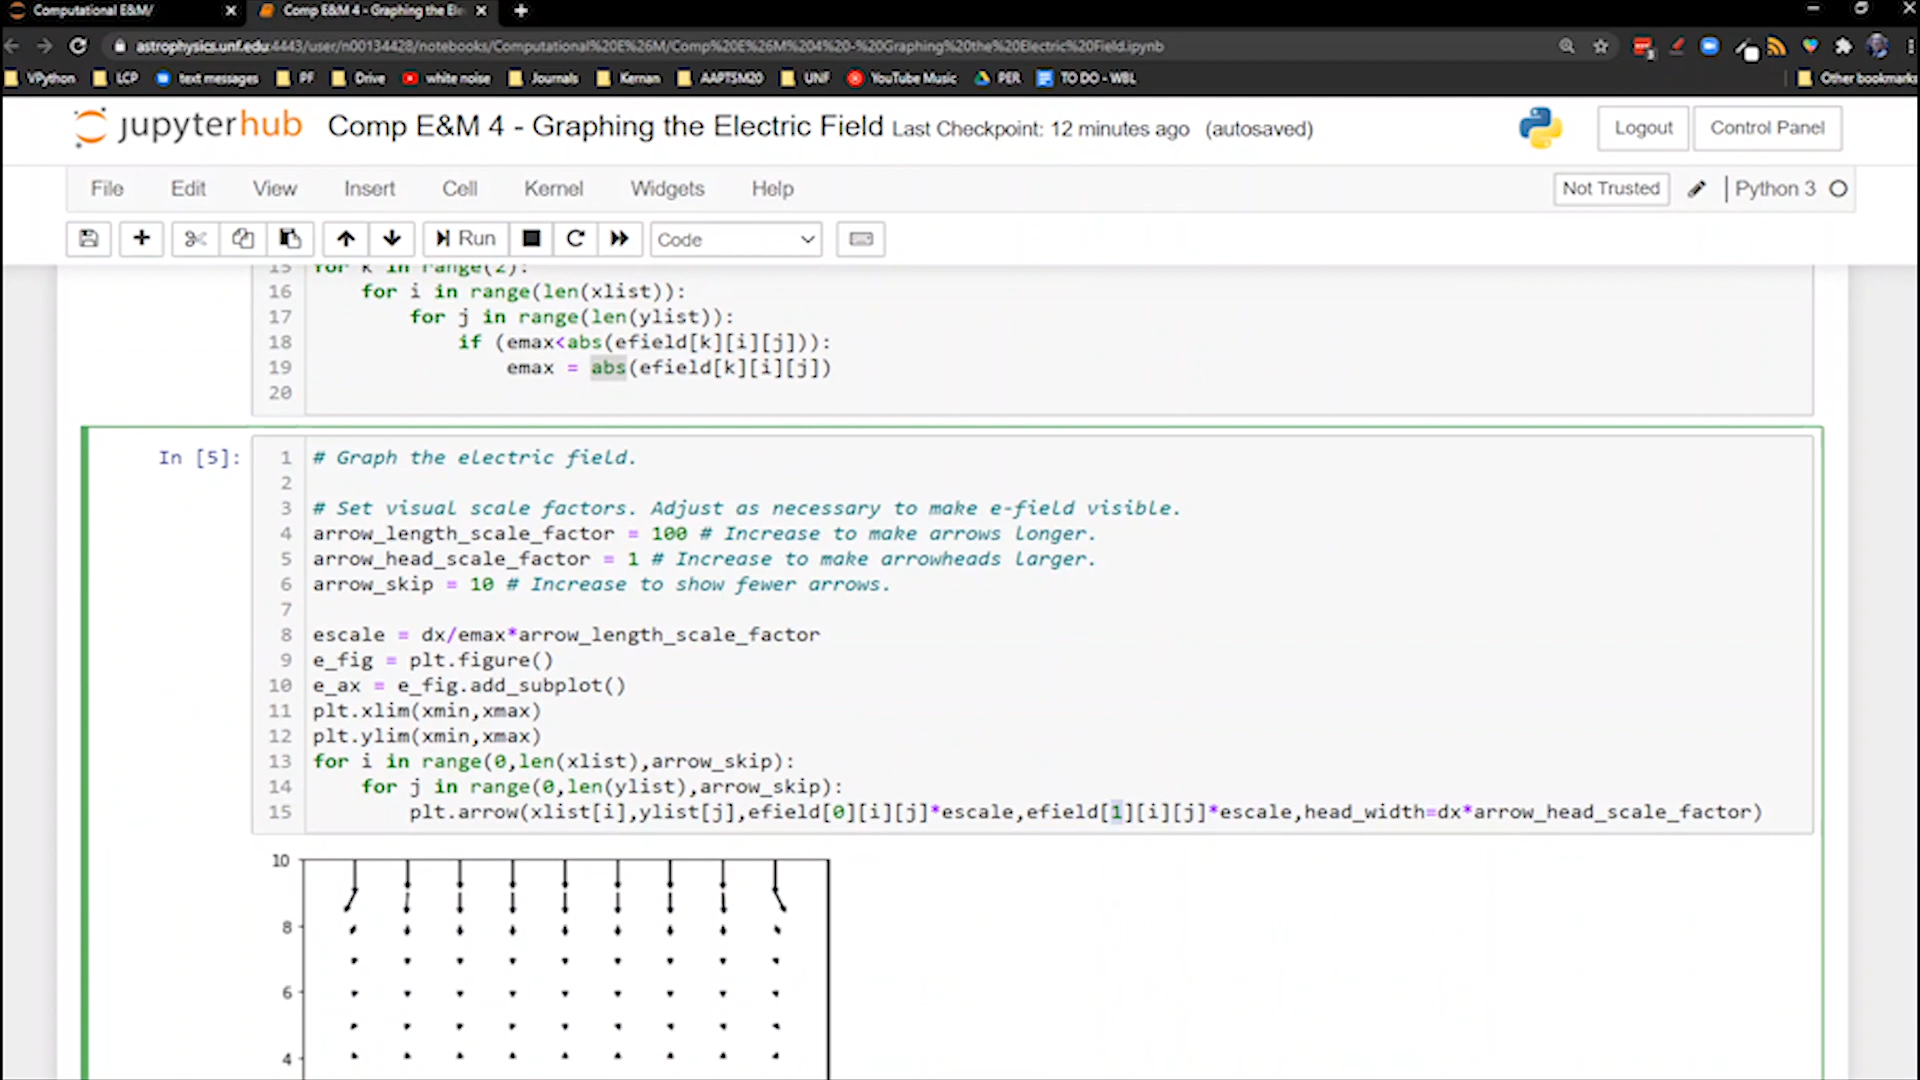 Computational E&M/
Comp E&M 4 - Graphing the Ele
astrophysics.unf.edu:4443/user/n00134428/notebooks/Computational%20E%26M/Comp%20E%26M%204%20-%20Graphing%20the%20Electric%20Field.ipynb
VPython LCP text messages PF Drive white noise Journals Kernan AAPTSM20 UNF YouTube Music PER TO DO - WBL Other bookmarks
jupyterhub Comp E&M 4 - Graphing the Electric Field Last Checkpoint: 12 minutes ago (autosaved) Logout Control Panel
File Edit View Insert Cell Kernel Widgets Help Not Trusted Python 3
Run Code
15 for k in range(2):
16 for i in range(len(xlist)):
17 for j in range(len(ylist)):
18 if (emax<abs(efield[k][i][j])):
19 emax = abs(efield[k][i][j])
20
In [5]:
1 # Graph the electric field.
2
3 # Set visual scale factors. Adjust as necessary to make e-field visible.
4 arrow_length_scale_factor = 100 # Increase to make arrows longer.
5 arrow_head_scale_factor = 1 # Increase to make arrowheads larger.
6 arrow_skip = 10 # Increase to show fewer arrows.
7
8 escale = dx/emax*arrow_length_scale_factor
9 e_fig = plt.figure()
10 e_ax = e_fig.add_subplot()
11 plt.xlim(xmin,xmax)
12 plt.ylim(xmin,xmax)
13 for i in range(0,len(xlist),arrow_skip):
14 for j in range(0,len(ylist),arrow_skip):
15 plt.arrow(xlist[i],ylist[j],efield[0][i][j]*escale,efield[1][i][j]*escale,head_width=dx*arrow_head_scale_factor)
10
8
6
4